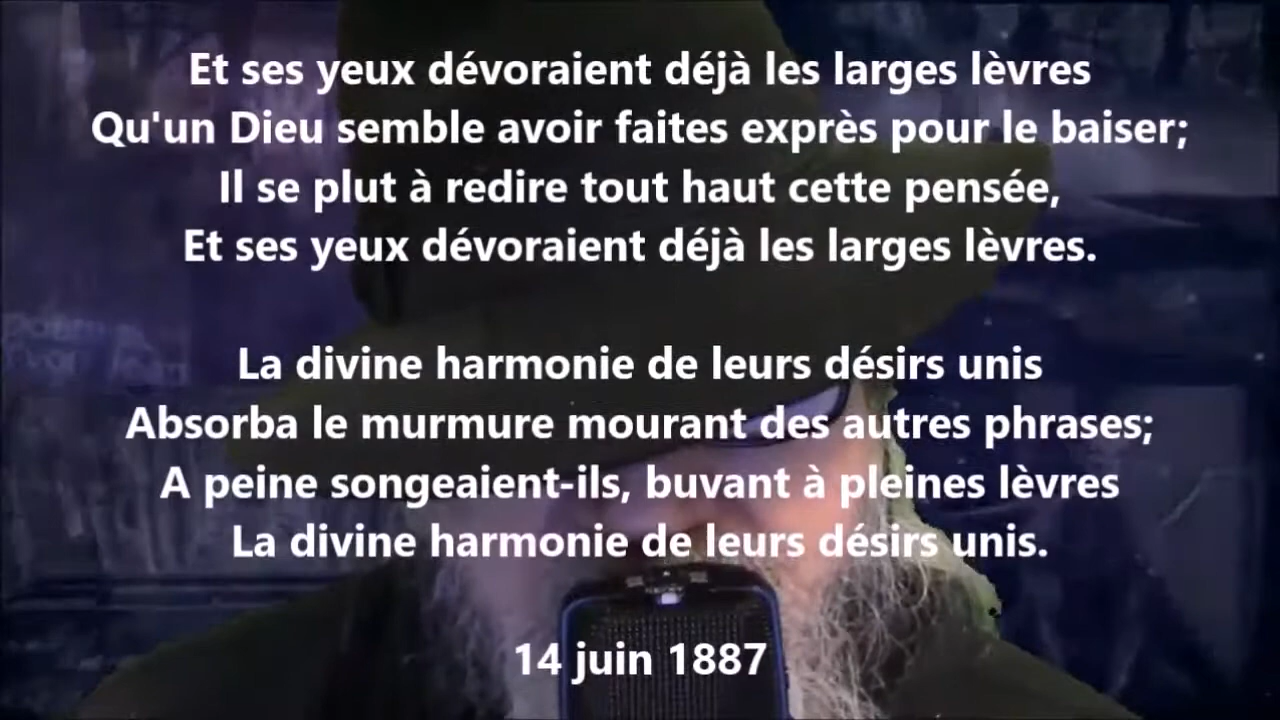 Et ses yeux dévoraient déjà les larges lèvres
Qu'un Dieu semble avoir faites exprès pour le baiser;
Il se plut à redire tout haut cette pensée,
Et ses yeux dévoraient déjà les larges lèvres.
La divine harmonie de leurs désirs unis
Absorba le murmure mourant des autres phrases;
A peine songeaient-ils, buvant à pleines lèvres
La divine harmonie de leurs désirs unis.
14 juin 1887